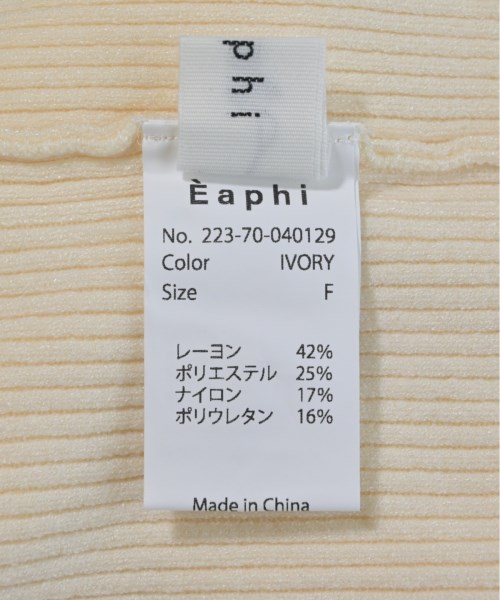 phi
Èaphi
No. 223-70-040129
Color IVORY
Size F
レーヨン 42%
ポリエステル 25%
ナイロン 17%
ポリウレタン 16%
Made in China